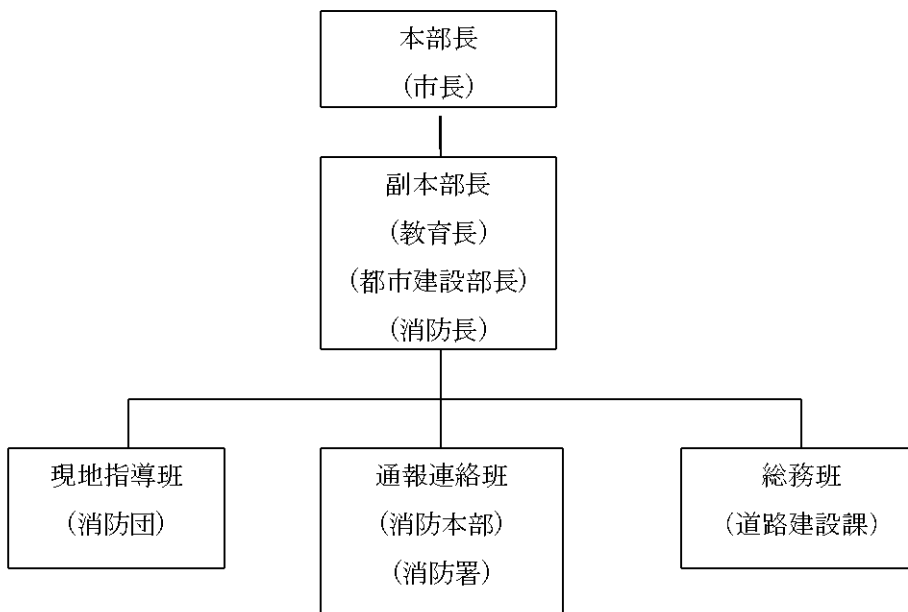 本部長
(市長)
副本部長
(教育長)
(都市建設部長)
(消防長)
現地指導班
(消防団)
通報連絡班
(消防本部)
(消防署)
総務班
(道路建設課)